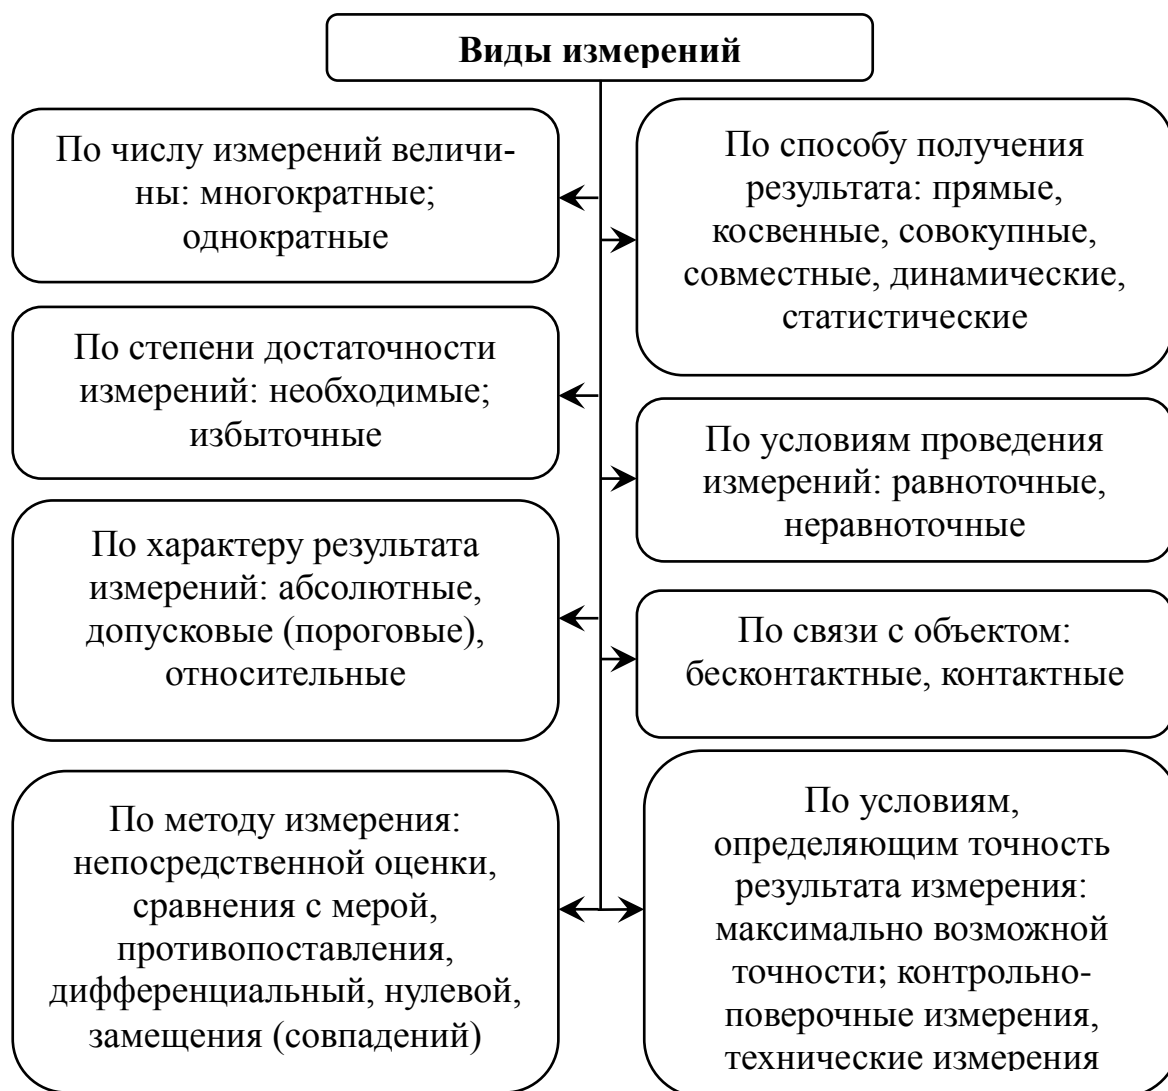 Виды измерений
По числу измерений величи-
ны: многократные;
однократные
По способу получения
результата: прямые,
косвенные, совокупные,
совместные, динамические,
статистические
По степени достаточности
измерений: необходимые;
избыточные
По условиям проведения
измерений: равноточные,
неравноточные
По характеру результата
измерений: абсолютные,
допусковые (пороговые),
относительные
По связи с объектом:
бесконтактные, контактные
По методу измерения:
непосредственной оценки,
сравнения с мерой,
противопоставления,
дифференциальный, нулевой,
замещения (совпадений)
По условиям,
определяющим точность
результата измерения:
максимально возможной
точности; контрольно-
поверочные измерения,
технические измерения